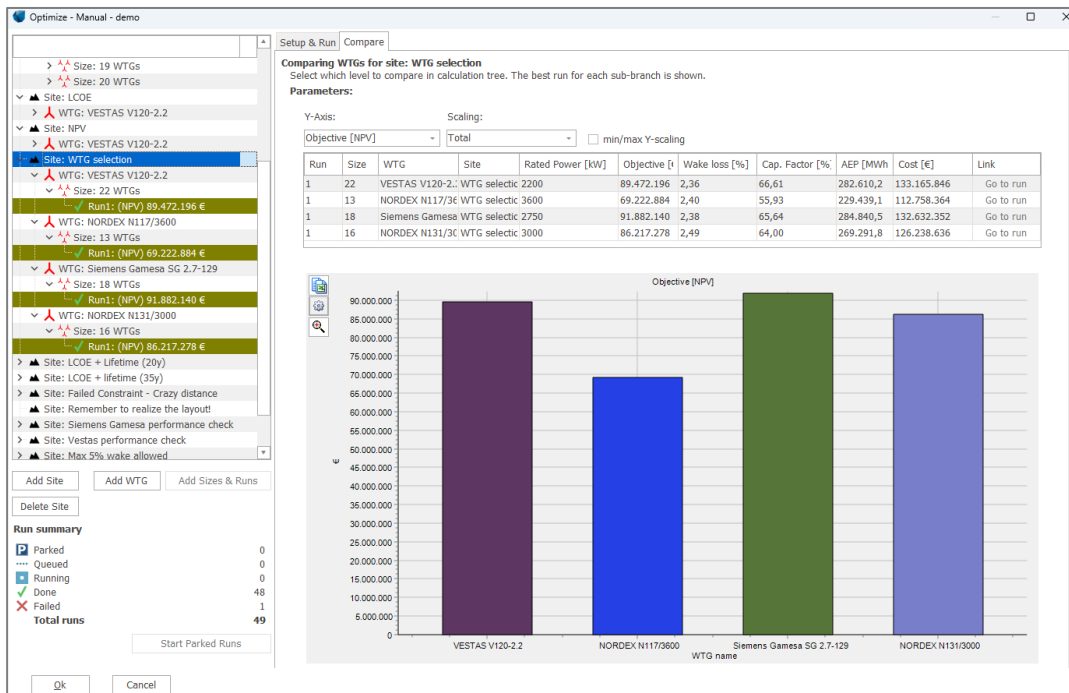 Optimize - Manual - demo
Size: 19 WTGs
Size: 20 WTGs
Site: LCOE
WTG: VESTAS V120-2.2
Site: NPV
WTG: VESTAS V120-2.2
Site: WTG selection
WTG: VESTAS V120-2.2
Size: 22 WTGs
Run1: (NPV) 89.472.196 €
WTG: NORDEX N117/3600
Size: 13 WTGs
Run1: (NPV) 69.222.884 €
WTG: Siemens Gamesa SG 2.7-129
Size: 18 WTGs
Run1: (NPV) 91.882.140 €
WTG: NORDEX N131/3000
Size: 16 WTGs
Run1: (NPV) 86.217.278 €
Site: LCOE + Lifetime (20y)
Site: LCOE + lifetime (35y)
Site: Failed Constraint - Crazy distance
Site: Remember to realize the layout!
Site: Siemens Gamesa performance check
Site: Vestas performance check
Site: Max 5% wake allowed
Add Site Add WTG Add Sizes & Runs
Delete Site
Run summary
P Parked 0
Queued 0
Running 0
Done 48
Failed 1
Total runs 49
Start Parked Runs
Ok Cancel
Setup & Run Compare
Comparing WTGs for site: WTG selection
Select which level to compare in calculation tree. The best run for each sub-branch is shown.
Parameters:
Y-Axis: Scaling:
Objective [NPV] Total min/max Y-scaling
Run Size WTG Site Rated Power [kW] Objective [ Wake loss [%] Cap. Factor [% AEP [MWh Cost [€] Link
1 22 VESTAS V120-2. WTG selectic 2200 89.472.196 2,36 66,61 282.610,2 133.165.846 Go to run
1 13 NORDEX N117/36 WTG selectic 3600 69.222.884 2,40 55,93 229.439,1 112.758.364 Go to run
1 18 Siemens Gamesa WTG selectic 2750 91.882.140 2,38 65,64 284.840,5 132.632.352 Go to run
1 16 NORDEX N131/30 WTG selectic 3000 86.217.278 2,49 64,00 269.291,8 126.238.636 Go to run
Objective [NPV]
90.000.000
85.000.000
80.000.000
75.000.000
70.000.000
65.000.000
60.000.000
55.000.000
50.000.000
45.000.000
40.000.000
35.000.000
30.000.000
25.000.000
20.000.000
15.000.000
10.000.000
5.000.000
0
€
VESTAS V120-2.2 NORDEX N117/3600 Siemens Gamesa SG 2.7-129 NORDEX N131/3000
WTG name